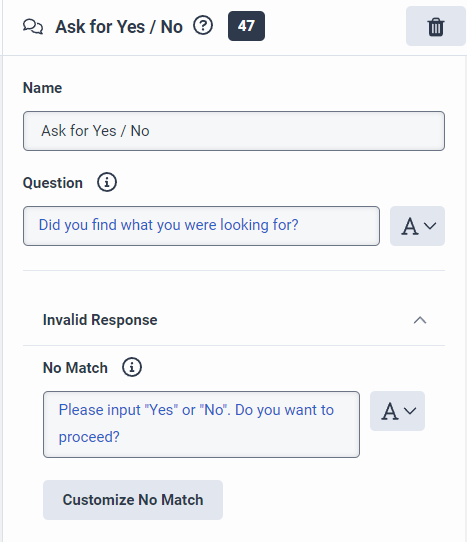 Ask for Yes / No ? 47
Name
Ask for Yes / No
Question i
Did you find what you were looking for? A
Invalid Response
No Match i
Please input "Yes" or "No". Do you want to A
proceed?
Customize No Match